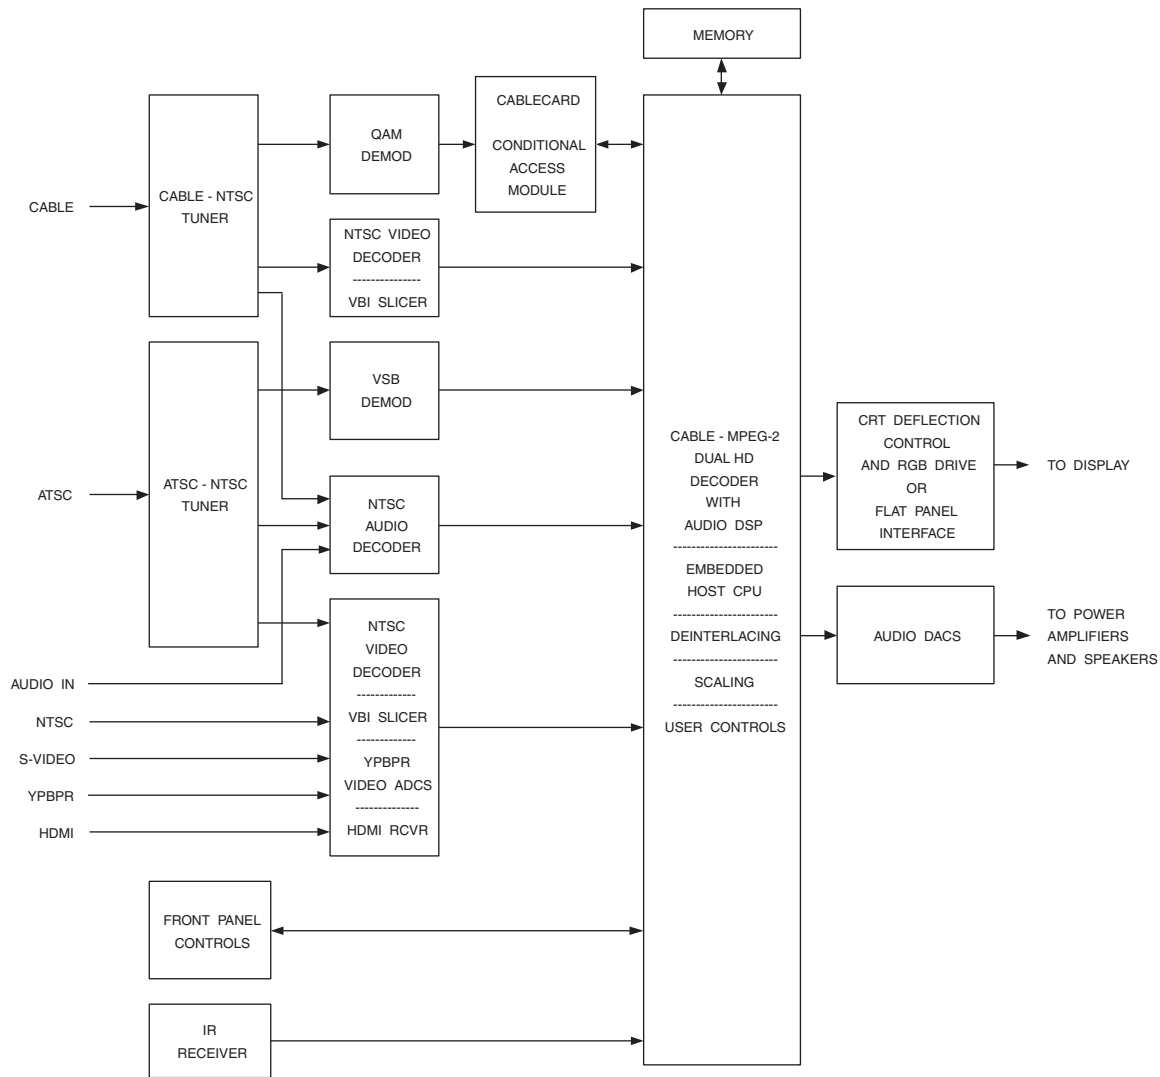 MEMORY
CABLECARD
CONDITIONAL
ACCESS
MODULE
QAM
DEMOD
CABLE - NTSC
TUNER
CABLE
NTSC VIDEO
DECODER
---------------
VBI SLICER
VSB
DEMOD
ATSC - NTSC
TUNER
ATSC
NTSC
AUDIO
DECODER
CABLE - MPEG-2
DUAL HD
DECODER
WITH
AUDIO DSP
-----------------------
EMBEDDED
HOST CPU
-----------------------
DEINTERLACING
-----------------------
SCALING
-----------------------
USER CONTROLS
CRT DEFLECTION
CONTROL
AND RGB DRIVE
OR
FLAT PANEL
INTERFACE
TO DISPLAY
AUDIO DACS
TO POWER
AMPLIFIERS
AND SPEAKERS
NTSC
VIDEO
DECODER
-------------
VBI SLICER
-------------
YPBPR
VIDEO ADCS
--------------
HDMI RCVR
AUDIO IN
NTSC
S-VIDEO
YPBPR
HDMI
FRONT PANEL
CONTROLS
IR
RECEIVER